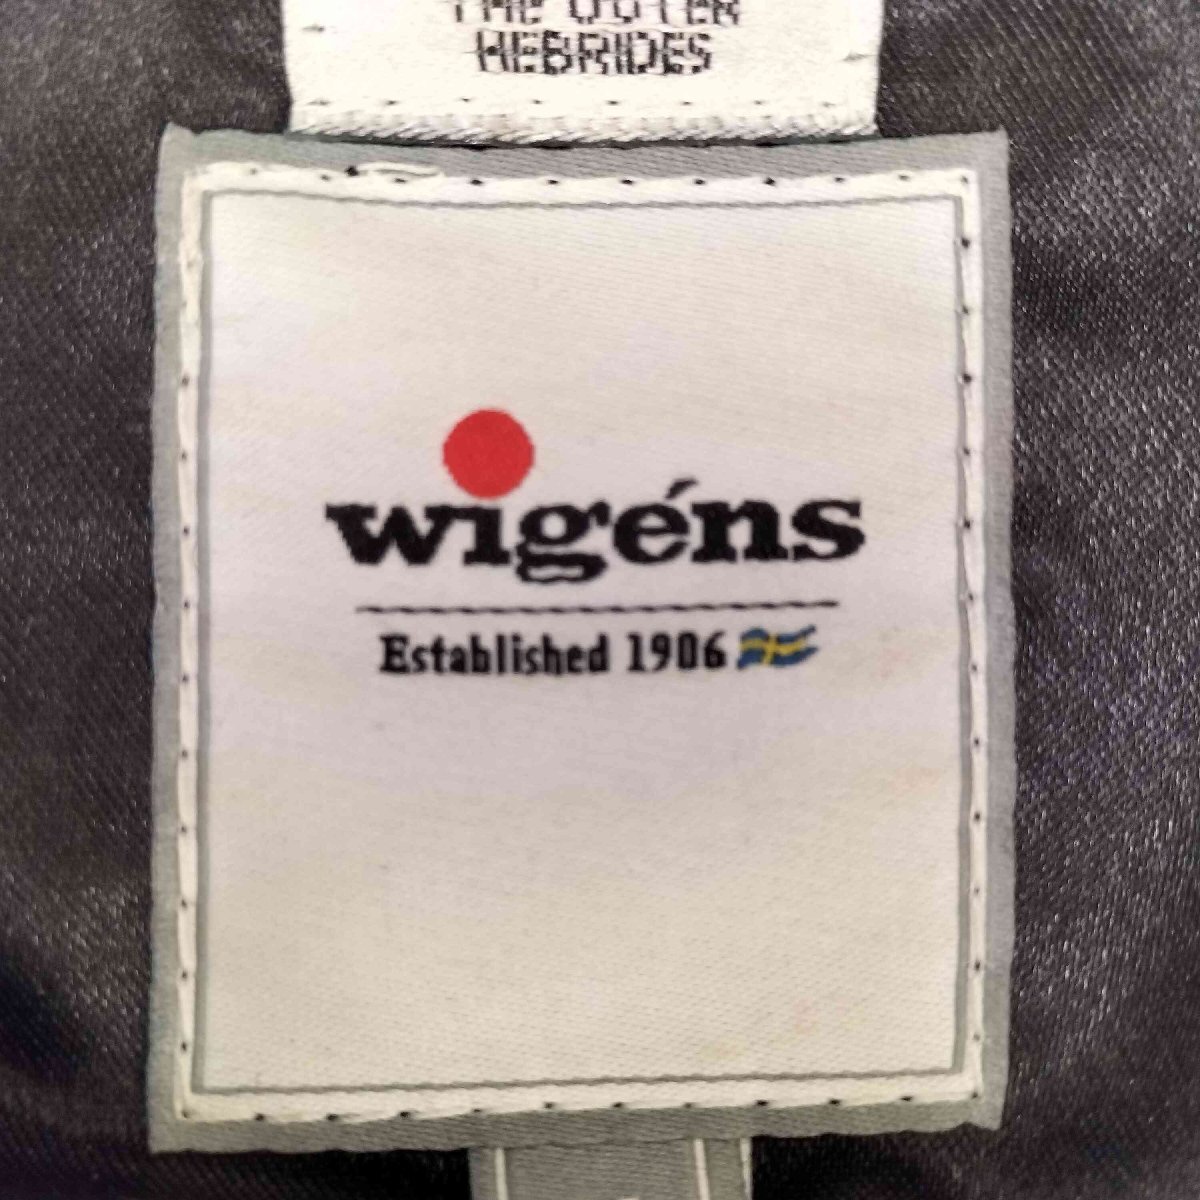 THE OUTER
HEBRIDES
wigéns
Established 1906